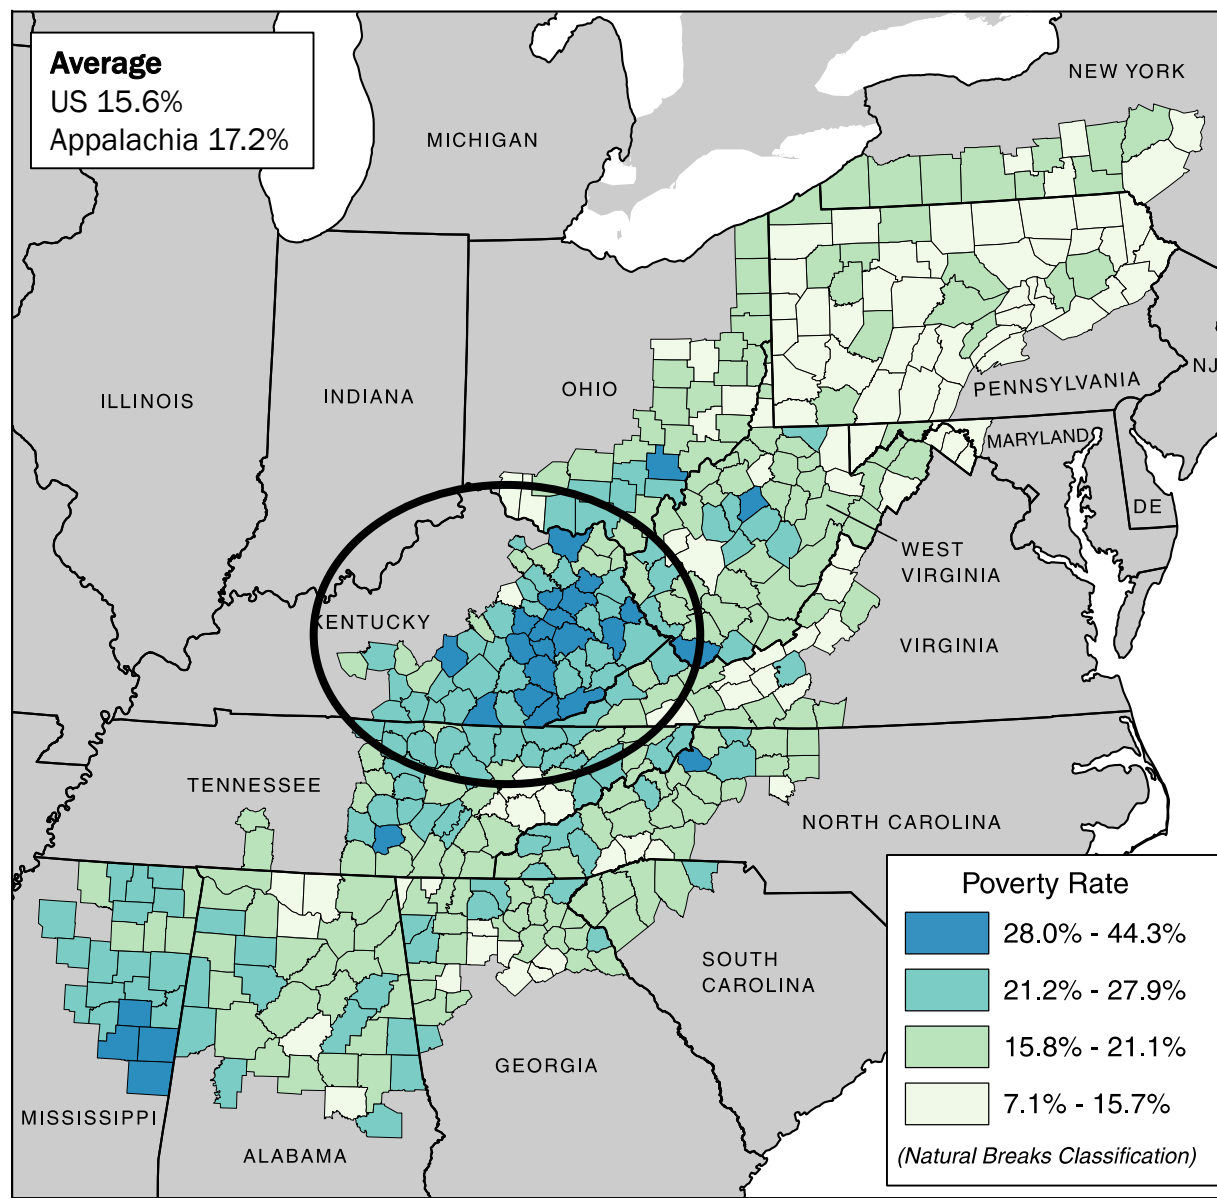 Average
US 15.6%
Appalachia 17.2%
NEW YORK
MICHIGAN
ILLINOIS
INDIANA
OHIO
PENNSYLVANIA
NJ
MARYLAND
DE
WEST
VIRGINIA
KENTUCKY
VIRGINIA
TENNESSEE
NORTH CAROLINA
SOUTH
CAROLINA
GEORGIA
MISSISSIPPI
ALABAMA
Poverty Rate
28.0% - 44.3%
21.2% - 27.9%
15.8% - 21.1%
7.1% - 15.7%
(Natural Breaks Classification)